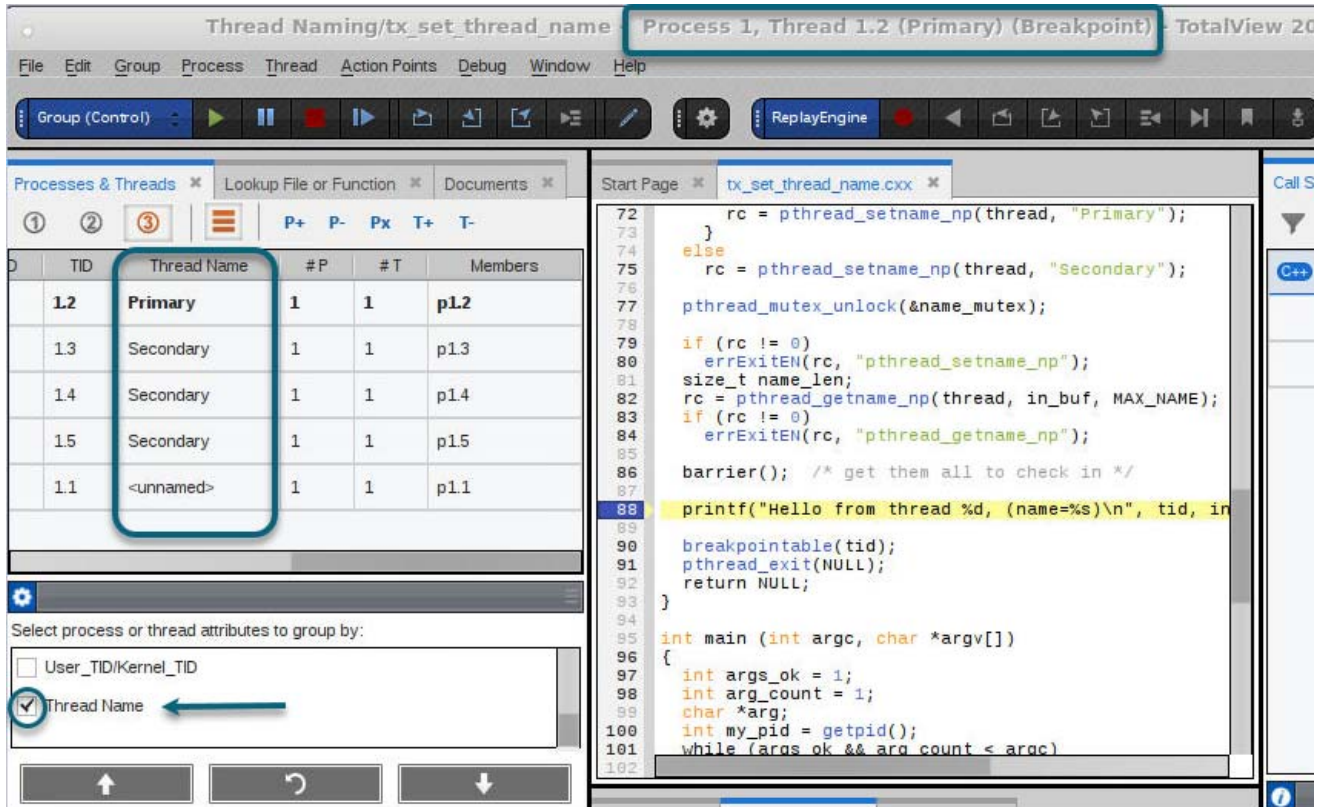 Thread Naming/tx_set_thread_name - Process 1, Thread 1.2 (Primary) (Breakpoint) - TotalView 20
File Edit Group Process Thread Action Points Debug Window Help
Group (Control) ReplayEngine
Processes & Threads Lookup File or Function Documents
1 2 3 P+ P- Px T+ T-
TID Thread Name # P # T Members
1.2 Primary 1 1 p1.2
1.3 Secondary 1 1 p1.3
1.4 Secondary 1 1 p1.4
1.5 Secondary 1 1 p1.5
1.1 <unnamed> 1 1 p1.1
Select process or thread attributes to group by:
User_TID/Kernel_TID
Thread Name
Start Page tx_set_thread_name.cxx
72 rc = pthread_setname_np(thread, "Primary");
73 }
74 else
75 rc = pthread_setname_np(thread, "Secondary");
76
77 pthread_mutex_unlock(&name_mutex);
78
79 if (rc != 0)
80 errExitEN(rc, "pthread_setname_np");
81 size_t name_len;
82 rc = pthread_getname_np(thread, in_buf, MAX_NAME);
83 if (rc != 0)
84 errExitEN(rc, "pthread_getname_np");
85
86 barrier(); /* get them all to check in */
87
88 printf("Hello from thread %d, (name=%s)\n", tid, in
89
90 breakpointable(tid);
91 pthread_exit(NULL);
92 return NULL;
93 }
94
95 int main (int argc, char *argv[])
96 {
97 int args_ok = 1;
98 int arg_count = 1;
99 char *arg;
100 int my_pid = getpid();
101 while (args_ok && arg_count < argc)
102
Call S
C++